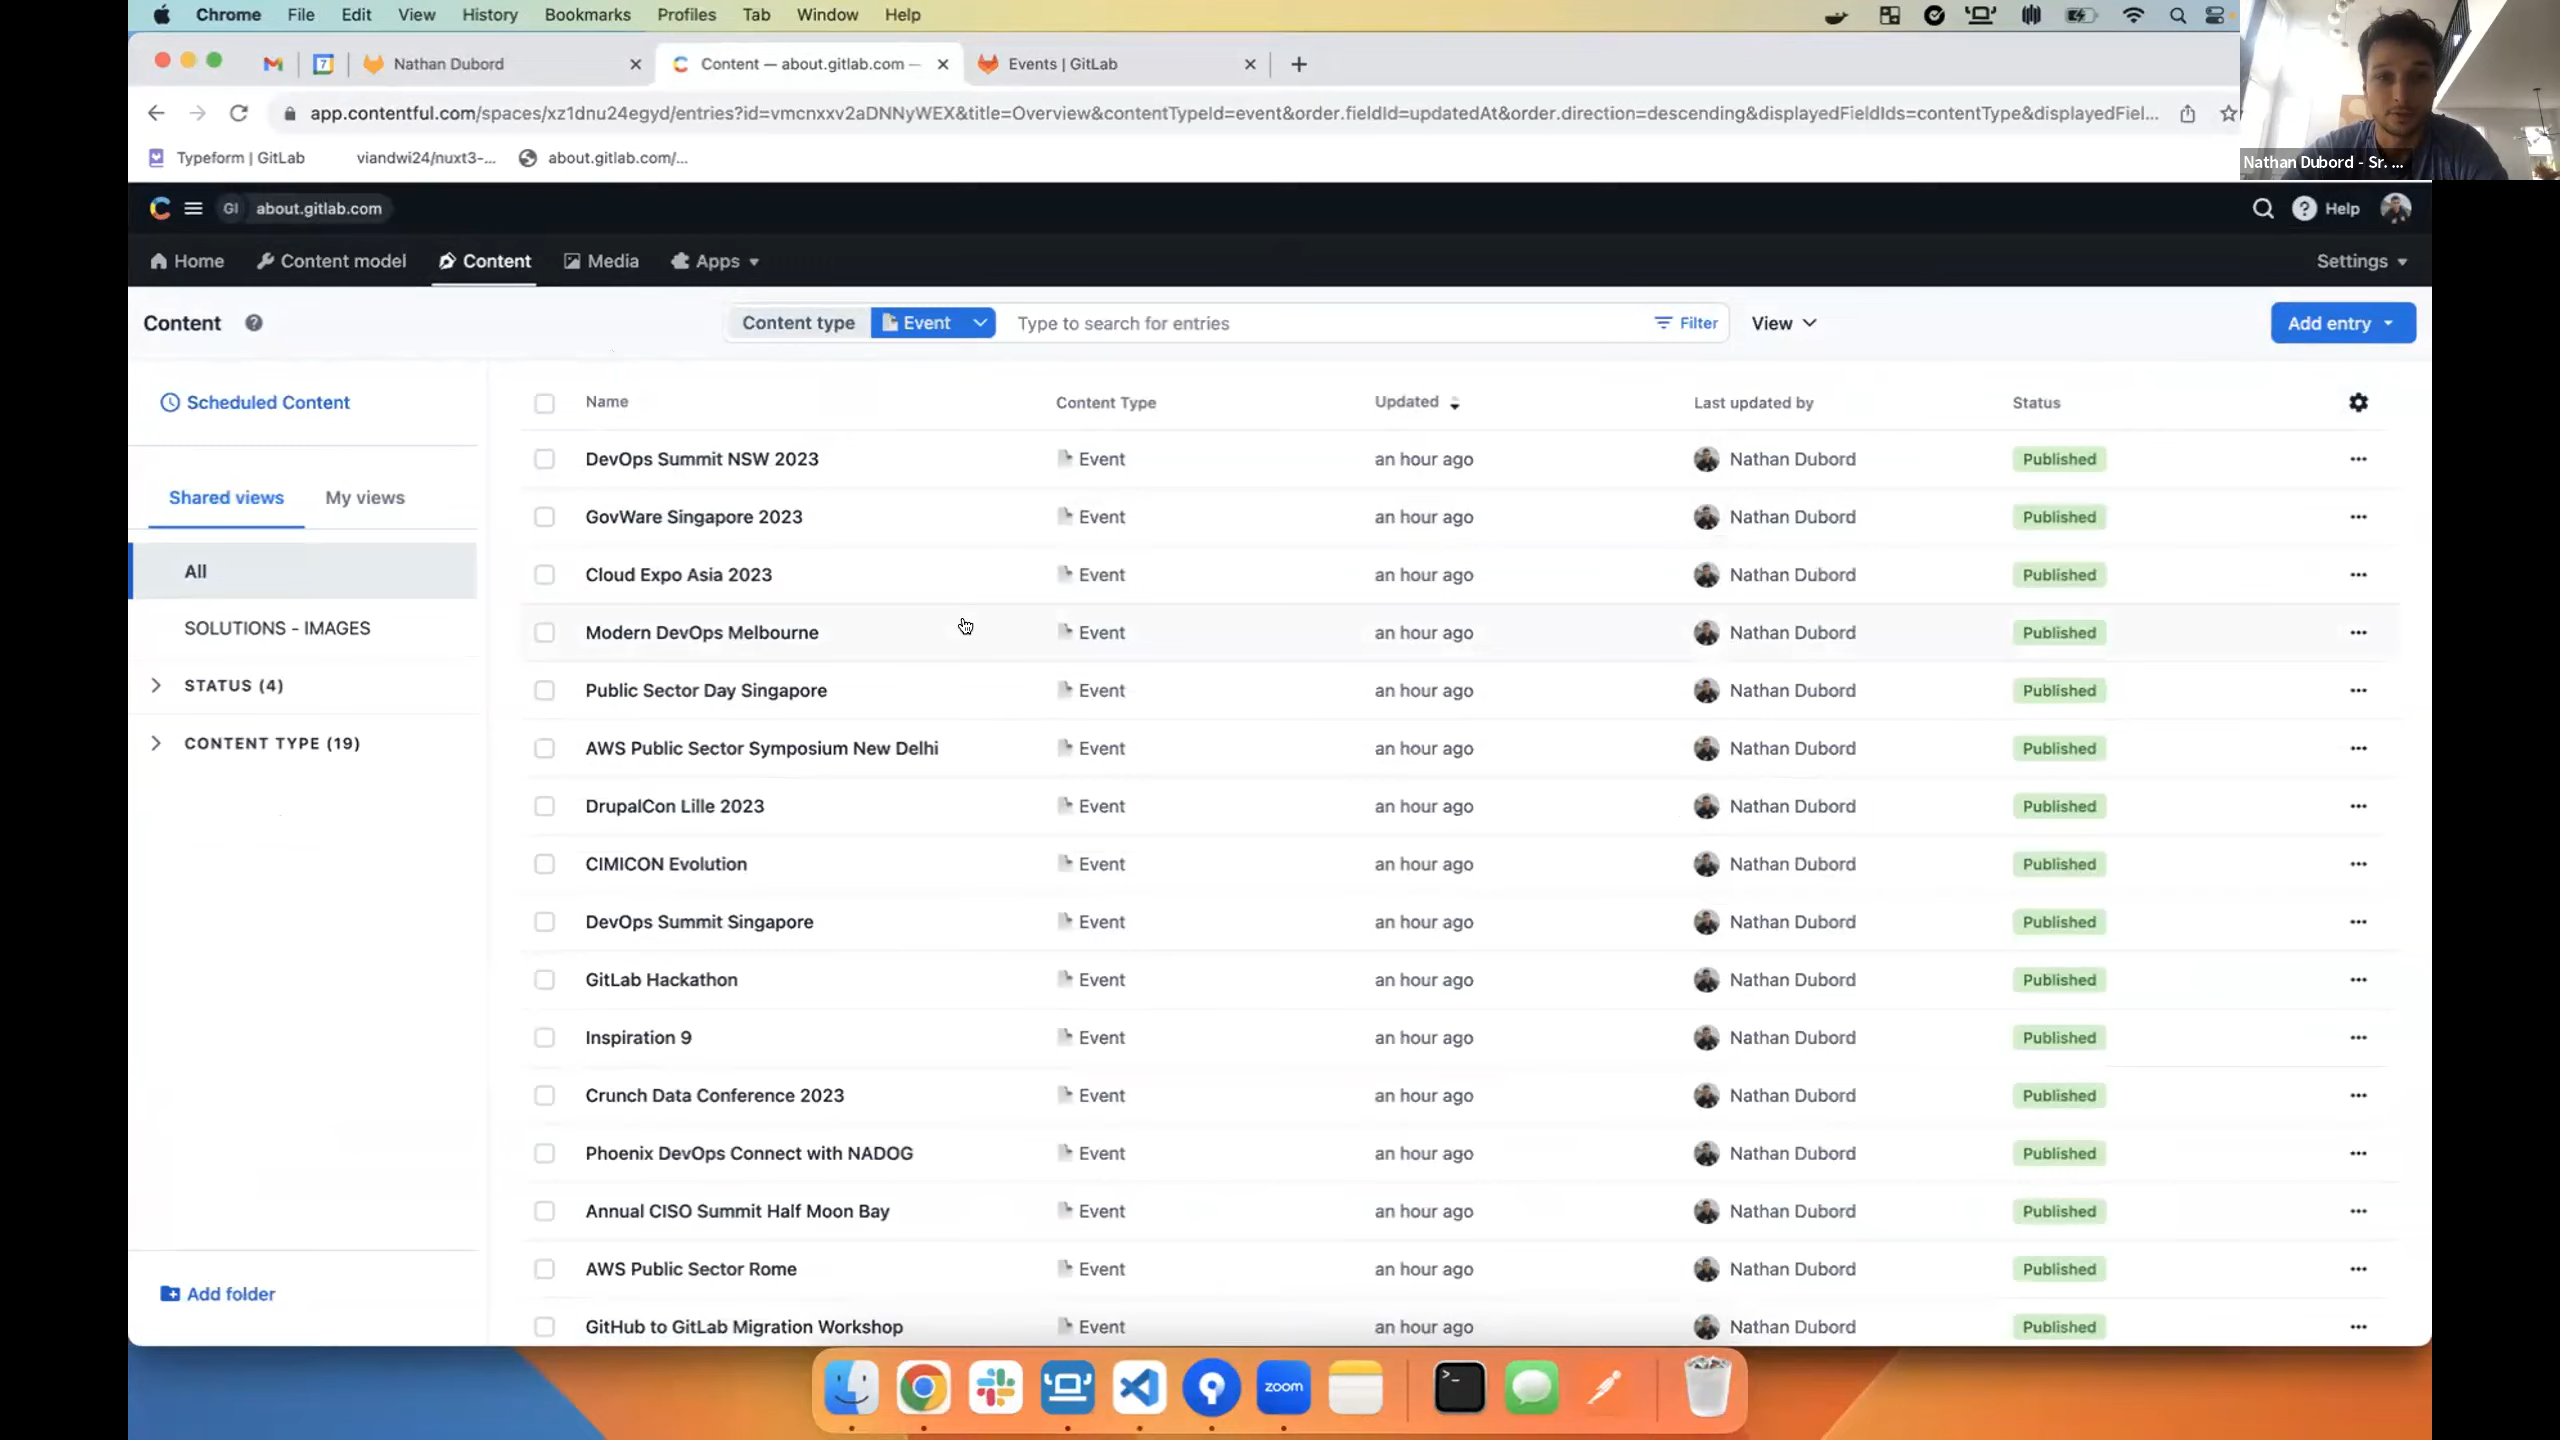 Chrome File Edit View History Bookmarks Profiles Tab Window Help
7 Nathan Dubord Content — about.gitlab.com — Events | GitLab
app.contentful.com/spaces/xz1dnu24egyd/entries?id=vmcnxxv2aDNNyWEX&title=Overview&contentTypeId=event&order.fieldId=updatedAt&order.direction=descending&displayedFieldIds=contentType&displayedFiel...
Typeform | GitLab viandwi24/nuxt3-... about.gitlab.com/...
Nathan Dubord - Sr. ...
GI about.gitlab.com Help
Home Content model Content Media Apps Settings
Content Content type Event Type to search for entries Filter View Add entry
Scheduled Content
Shared views My views
All
SOLUTIONS - IMAGES
STATUS (4)
CONTENT TYPE (19)
Add folder
Name Content Type Updated Last updated by Status
DevOps Summit NSW 2023 Event an hour ago Nathan Dubord Published
GovWare Singapore 2023 Event an hour ago Nathan Dubord Published
Cloud Expo Asia 2023 Event an hour ago Nathan Dubord Published
Modern DevOps Melbourne Event an hour ago Nathan Dubord Published
Public Sector Day Singapore Event an hour ago Nathan Dubord Published
AWS Public Sector Symposium New Delhi Event an hour ago Nathan Dubord Published
DrupalCon Lille 2023 Event an hour ago Nathan Dubord Published
CIMICON Evolution Event an hour ago Nathan Dubord Published
DevOps Summit Singapore Event an hour ago Nathan Dubord Published
GitLab Hackathon Event an hour ago Nathan Dubord Published
Inspiration 9 Event an hour ago Nathan Dubord Published
Crunch Data Conference 2023 Event an hour ago Nathan Dubord Published
Phoenix DevOps Connect with NADOG Event an hour ago Nathan Dubord Published
Annual CISO Summit Half Moon Bay Event an hour ago Nathan Dubord Published
AWS Public Sector Rome Event an hour ago Nathan Dubord Published
GitHub to GitLab Migration Workshop Event an hour ago Nathan Dubord Published
zoom